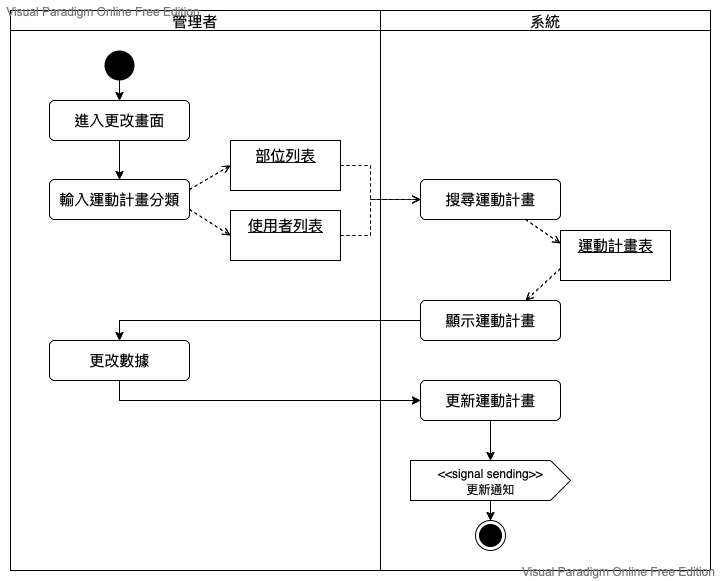 Visual Paradigm Online Free Edition
管理者
系統
進入更改畫面
輸入運動計畫分類
部位列表
使用者列表
搜尋運動計畫
運動計畫表
顯示運動計畫
更改數據
更新運動計畫
<<signal sending>>
更新通知
Visual Paradigm Online Free Edition